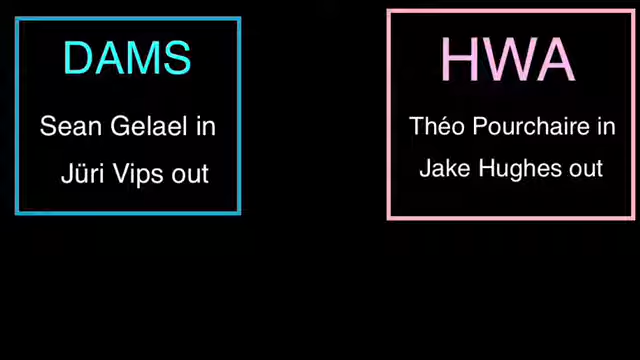 DAMS
Sean Gelael in
Jüri Vips out
HWA
Théo Pourchaire in
Jake Hughes out